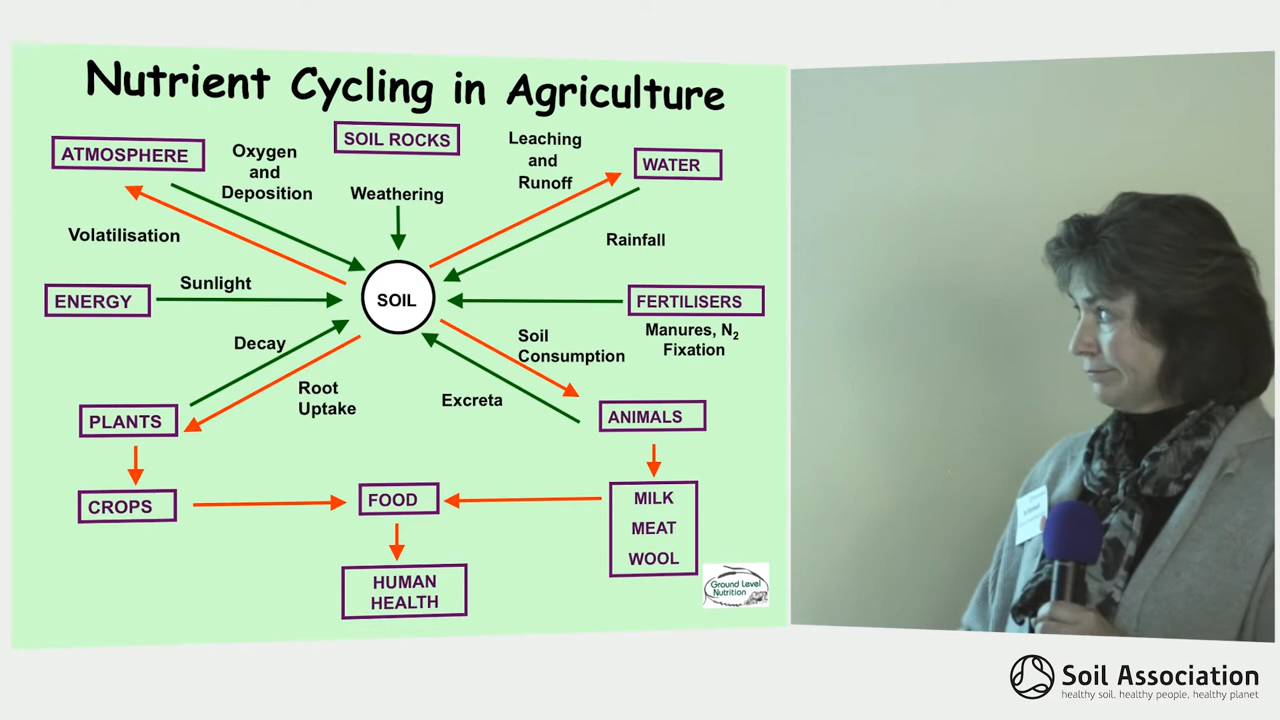 Nutrient Cycling in Agriculture
ATMOSPHERE
Oxygen
and
Deposition
SOIL ROCKS
Leaching
and
Runoff
WATER
Weathering
Volatilisation
Rainfall
ENERGY
Sunlight
SOIL
FERTILISERS
Manures, N₂
Fixation
Decay
Soil
Consumption
Root
Uptake
Excreta
PLANTS
ANIMALS
CROPS
FOOD
MILK
MEAT
WOOL
HUMAN
HEALTH
Ground Level
Nutrition
Soil Association
healthy soil, healthy people, healthy planet